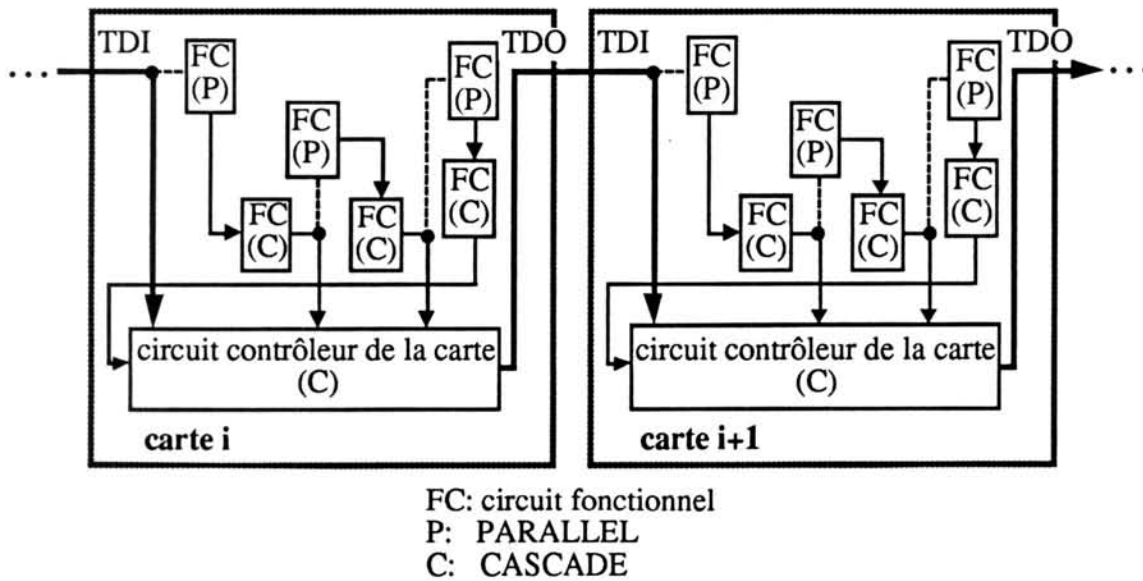 TDI
FC
(P)
FC
(P)
FC
(C)
FC
(C)
FC
(P)
FC
(C)
TDO
circuit contrôleur de la carte
(C)
carte i
TDI
FC
(P)
FC
(P)
FC
(C)
FC
(C)
FC
(P)
FC
(C)
TDO
circuit contrôleur de la carte
(C)
carte i+1
...
...
FC: circuit fonctionnel
P: PARALLEL
C: CASCADE